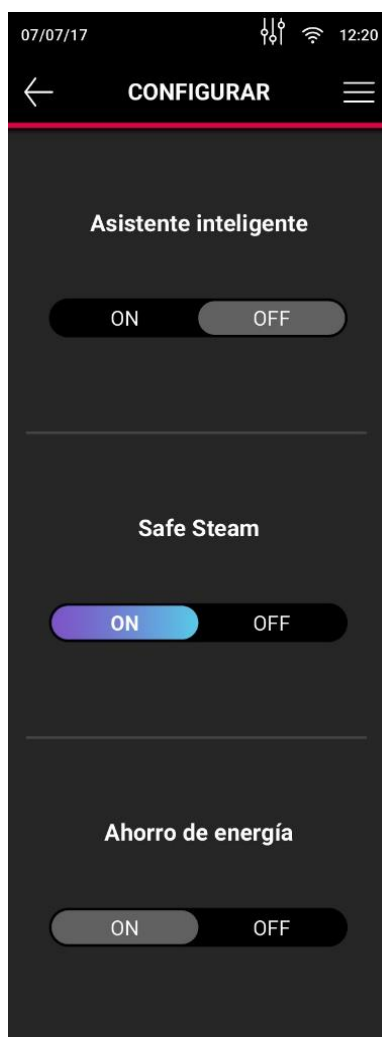 07/07/17 12:20
CONFIGURAR
Asistente inteligente
ON OFF
Safe Steam
ON OFF
Ahorro de energía
ON OFF